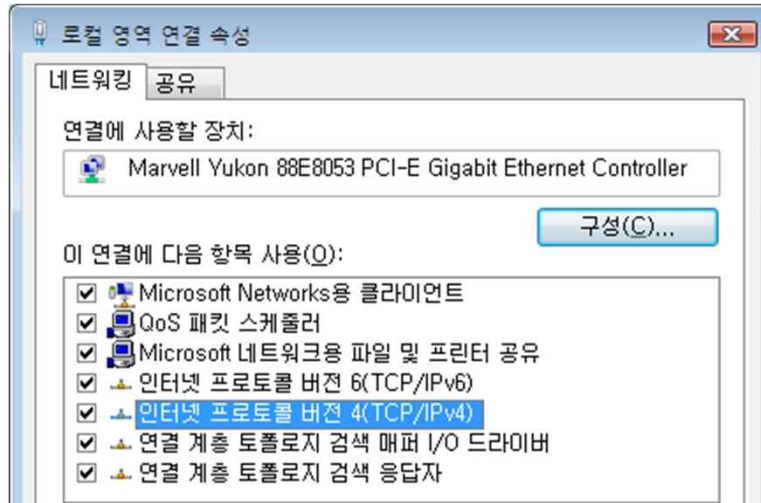 로컬 영역 연결 속성
네트워킹 공유
연결에 사용할 장치:
Marvell Yukon 88E8053 PCI-E Gigabit Ethernet Controller
구성(C)...
이 연결에 다음 항목 사용(O):
Microsoft Networks용 클라이언트
QoS 패킷 스케줄러
Microsoft 네트워크용 파일 및 프린터 공유
인터넷 프로토콜 버전 6(TCP/IPv6)
인터넷 프로토콜 버전 4(TCP/IPv4)
연결 계층 토폴로지 검색 매퍼 I/O 드라이버
연결 계층 토폴로지 검색 응답자